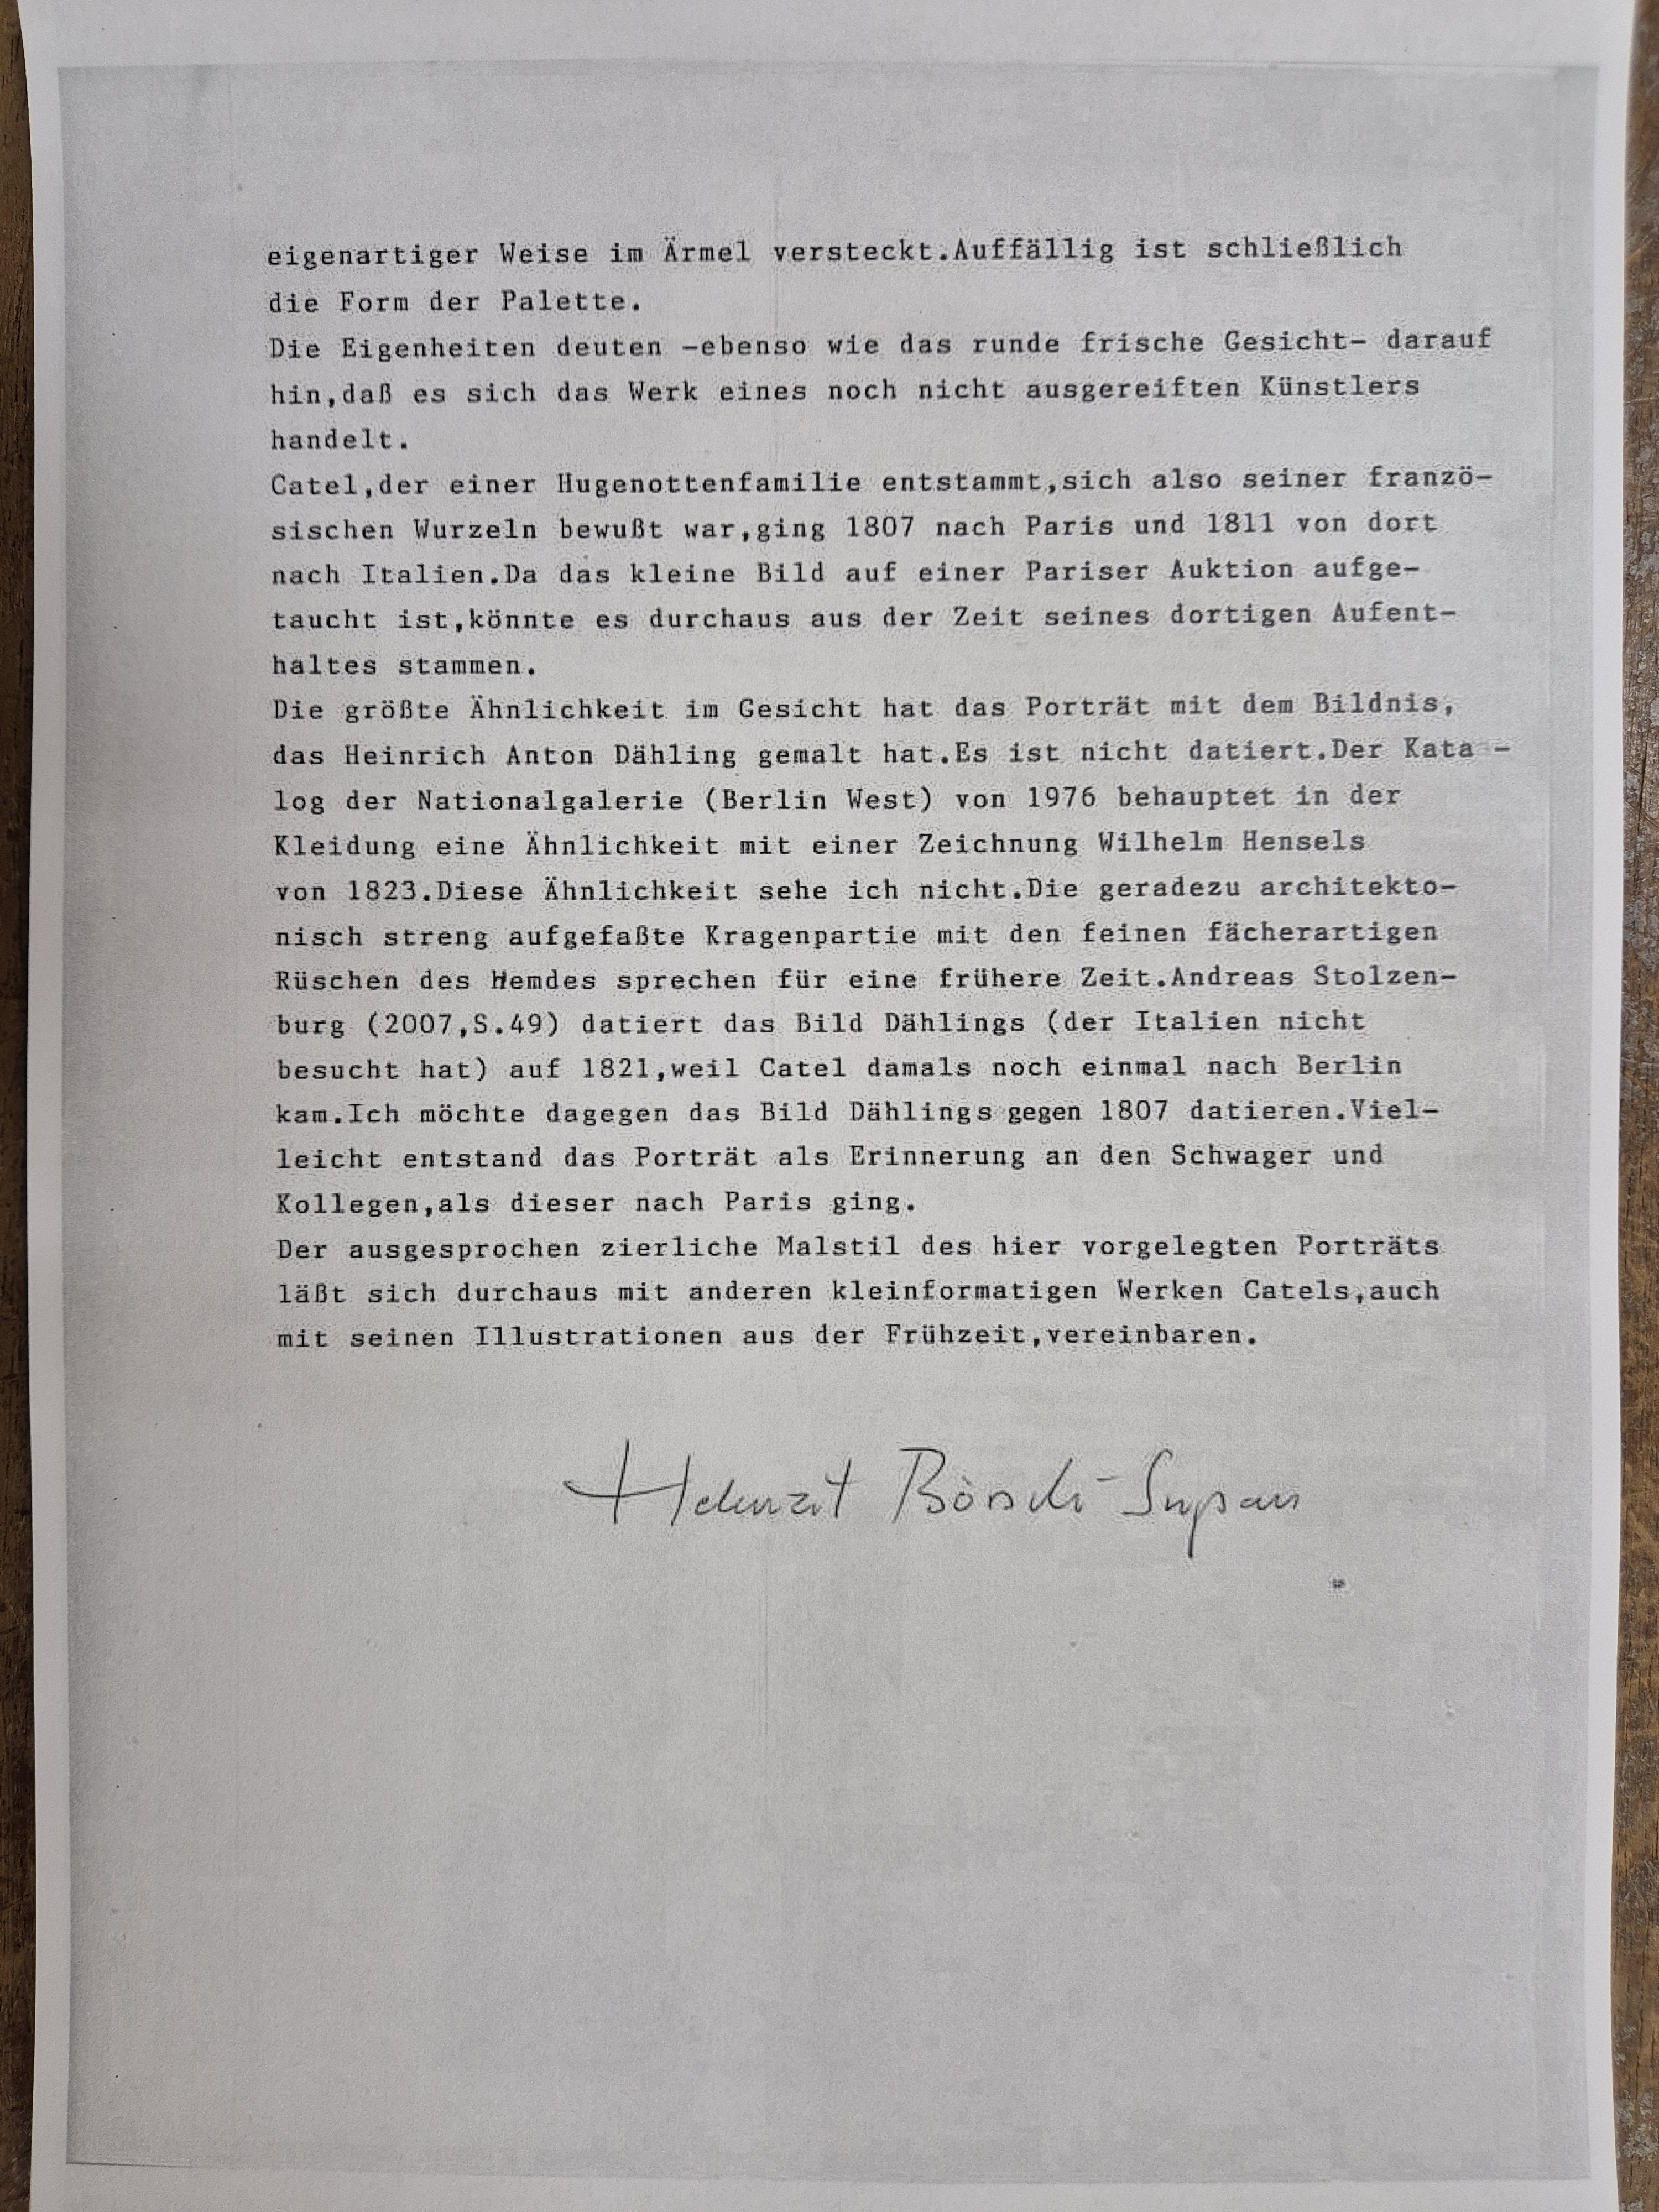 eigenartiger Weise im Ärmel versteckt.Auffällig ist schließlich
die Form der Palette.
Die Eigenheiten deuten -ebenso wie das runde frische Gesicht- darauf
hin,daß es sich das Werk eines noch nicht ausgereiften Künstlers
handelt.
Catel,der einer Hugenottenfamilie entstammt,sich also seiner franzö-
sischen Wurzeln bewußt war,ging 1807 nach Paris und 1811 von dort
nach Italien.Da das kleine Bild auf einer Pariser Auktion aufge-
taucht ist,könnte es durchaus aus der Zeit seines dortigen Aufent-
haltes stammen.
Die größte Ähnlichkeit im Gesicht hat das Porträt mit dem Bildnis,
das Heinrich Anton Dähling gemalt hat.Es ist nicht datiert.Der Kata -
log der Nationalgalerie (Berlin West) von 1976 behauptet in der
Kleidung eine Ähnlichkeit mit einer Zeichnung Wilhelm Hensels
von 1823.Diese Ähnlichkeit sehe ich nicht.Die geradezu architekto-
nisch streng aufgefaßte Kragenpartie mit den feinen fächerartigen
Rüschen des Hemdes sprechen für eine frühere Zeit.Andreas Stolzen-
burg (2007,S.49) datiert das Bild Dählings (der Italien nicht
besucht hat) auf 1821,weil Catel damals noch einmal nach Berlin
kam.Ich möchte dagegen das Bild Dählings gegen 1807 datieren.Viel-
leicht entstand das Porträt als Erinnerung an den Schwager und
Kollegen,als dieser nach Paris ging.
Der ausgesprochen zierliche Malstil des hier vorgelegten Porträts
läßt sich durchaus mit anderen kleinformatigen Werken Catels,auch
mit seinen Illustrationen aus der Frühzeit,vereinbaren.
Helmut Börsch-Supan